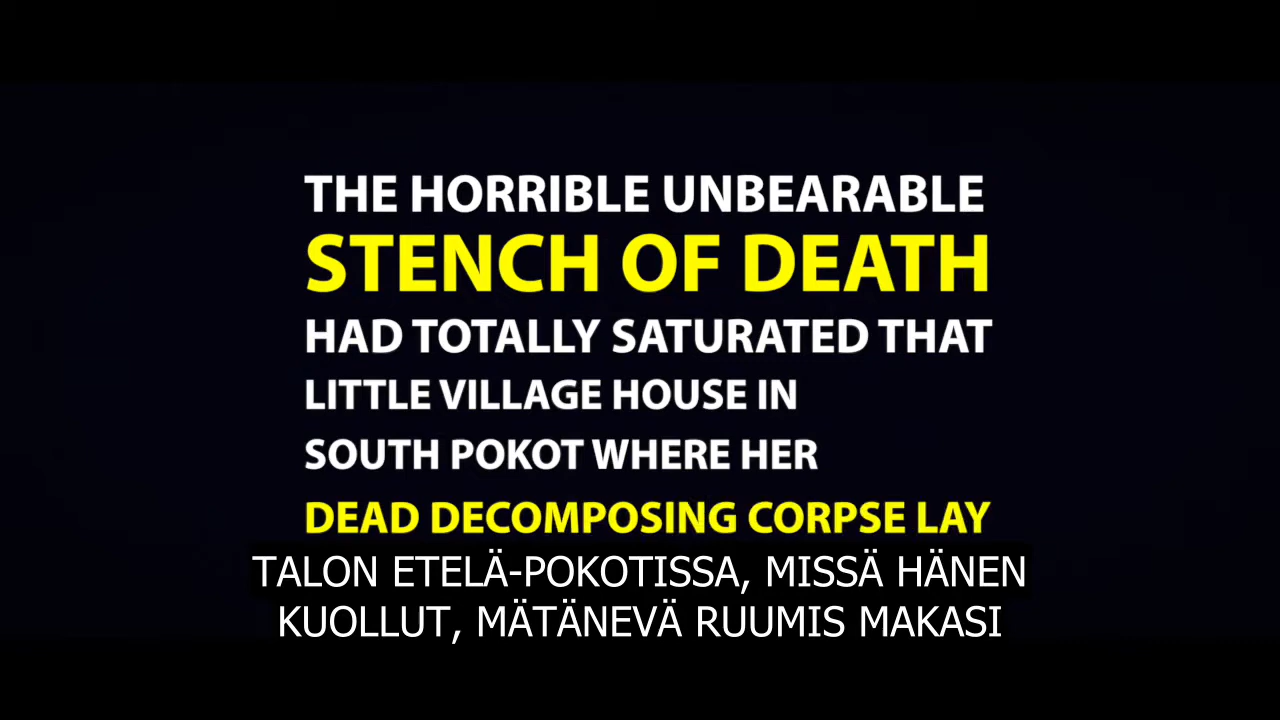 THE HORRIBLE UNBEARABLE
STENCH OF DEATH
HAD TOTALLY SATURATED THAT
LITTLE VILLAGE HOUSE IN
SOUTH POKOT WHERE HER
DEAD DECOMPOSING CORPSE LAY
TALON ETELÄ-POKOTISSA, MISSÄ HÄNEN
KUOLLUT, MÄTÄNEVÄ RUUMIS MAKASI